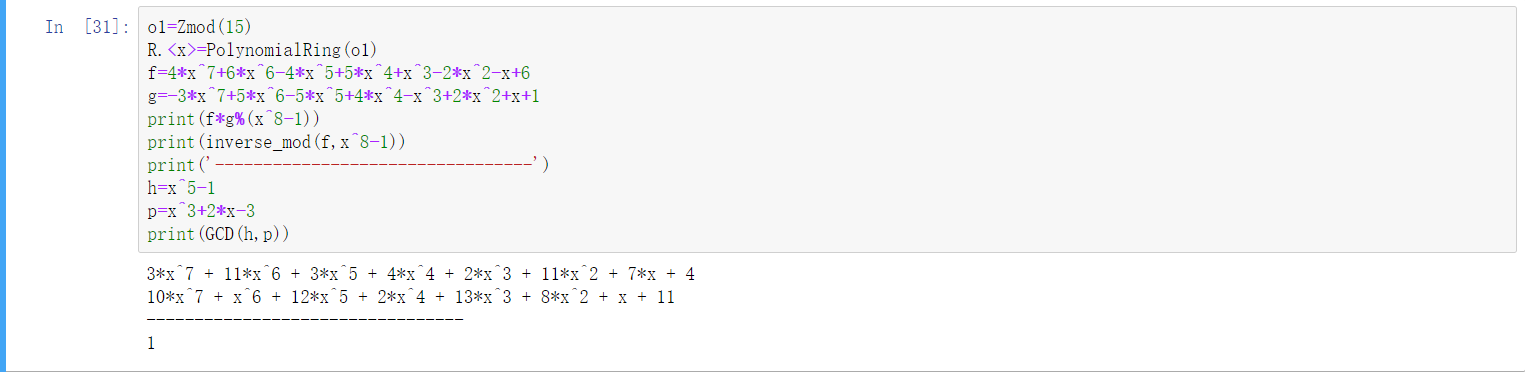 In [31]: o1=Zmod(15)
R.<x>=PolynomialRing(o1)
f=4*x^7+6*x^6-4*x^5+5*x^4+x^3-2*x^2-x+6
g=-3*x^7+5*x^6-5*x^5+4*x^4-x^3+2*x^2+x+1
print(f*g%(x^8-1))
print(inverse_mod(f,x^8-1))
print('---------------------------------')
h=x^5-1
p=x^3+2*x-3
print(GCD(h,p))
3*x^7 + 11*x^6 + 3*x^5 + 4*x^4 + 2*x^3 + 11*x^2 + 7*x + 4
10*x^7 + x^6 + 12*x^5 + 2*x^4 + 13*x^3 + 8*x^2 + x + 11
---------------------------------
1